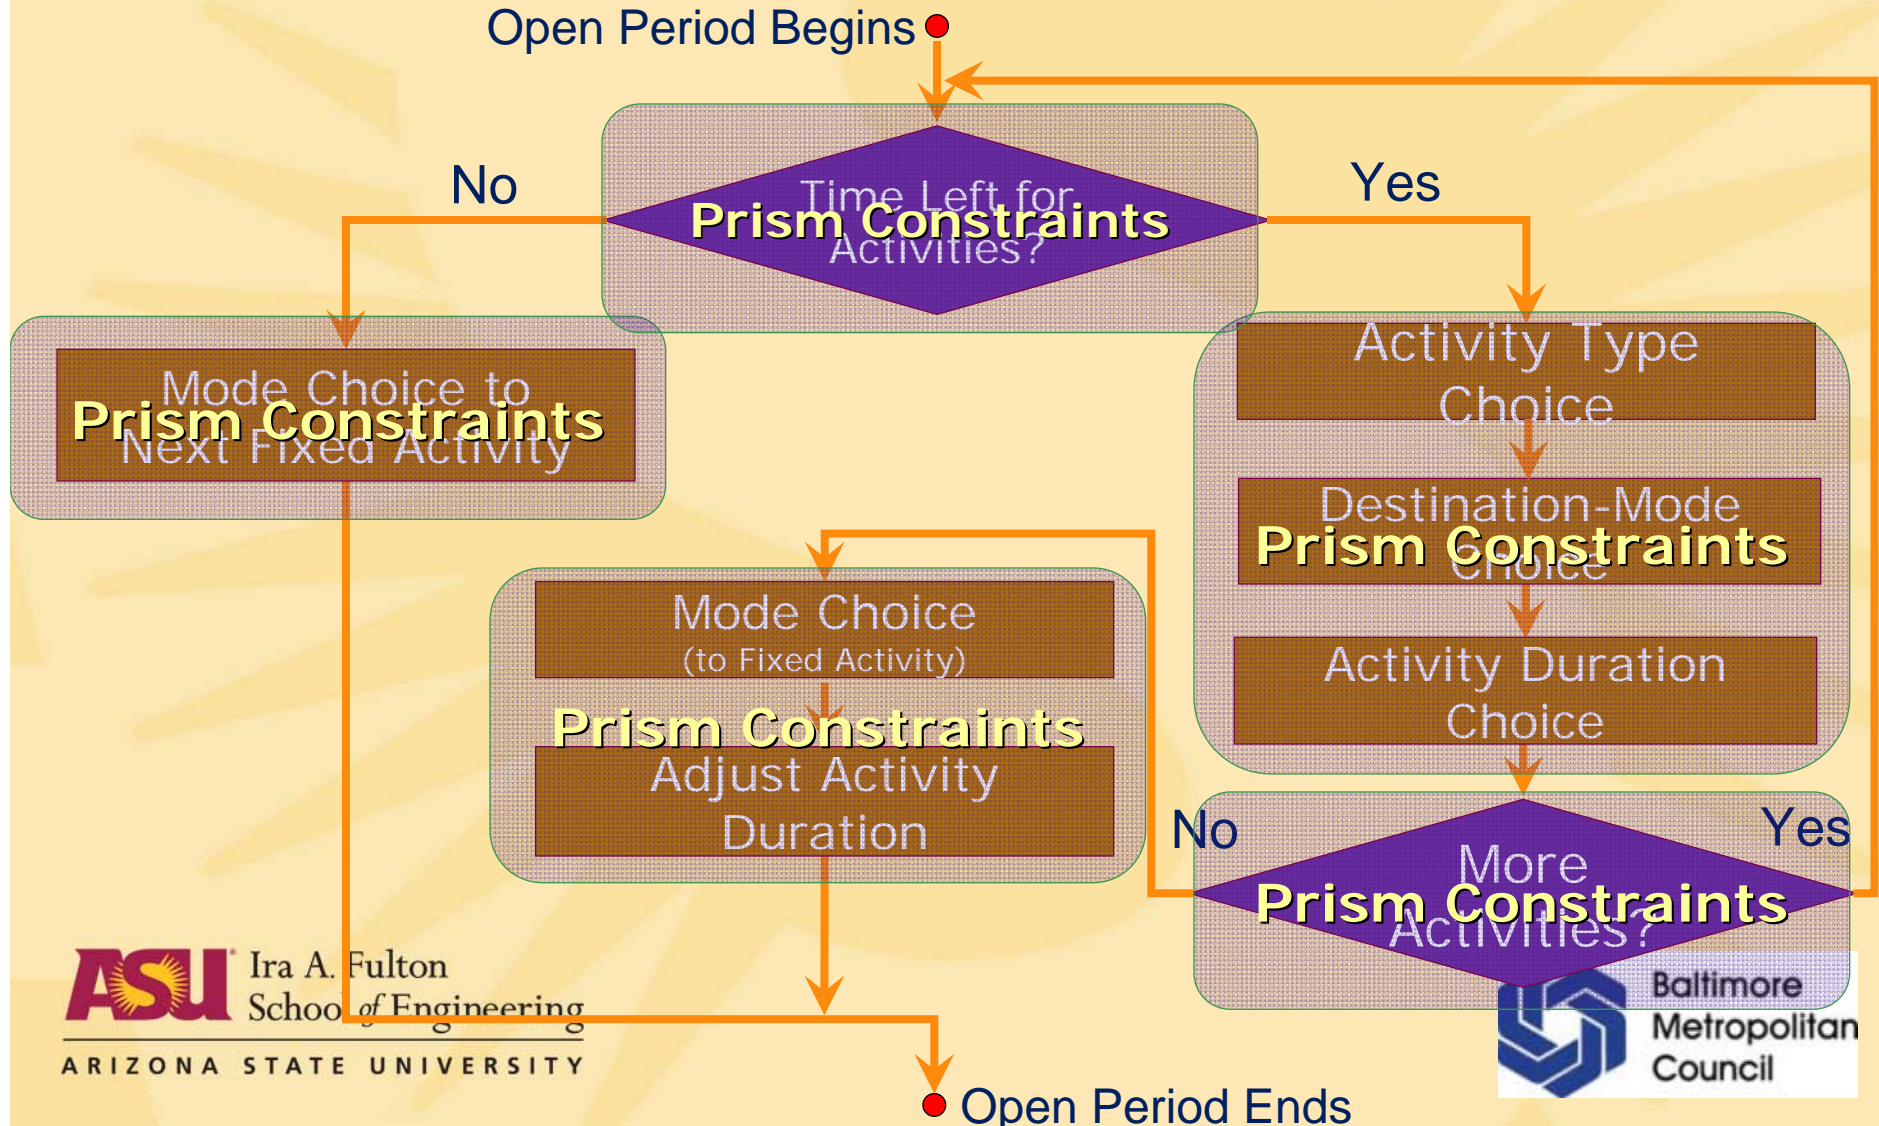 Open Period Begins
No
Yes
Time Left for
Activities?
Prism Constraints
Mode Choice to
Next Fixed Activity
Prism Constraints
Activity Type
Choice
Destination-Mode
Choice
Prism Constraints
Activity Duration
Choice
Mode Choice
(to Fixed Activity)
Prism Constraints
Adjust Activity
Duration
No
Yes
More
Activities?
Prism Constraints
ASU
Ira A. Fulton
School of Engineering
ARIZONA STATE UNIVERSITY
Baltimore
Metropolitan
Council
Open Period Ends